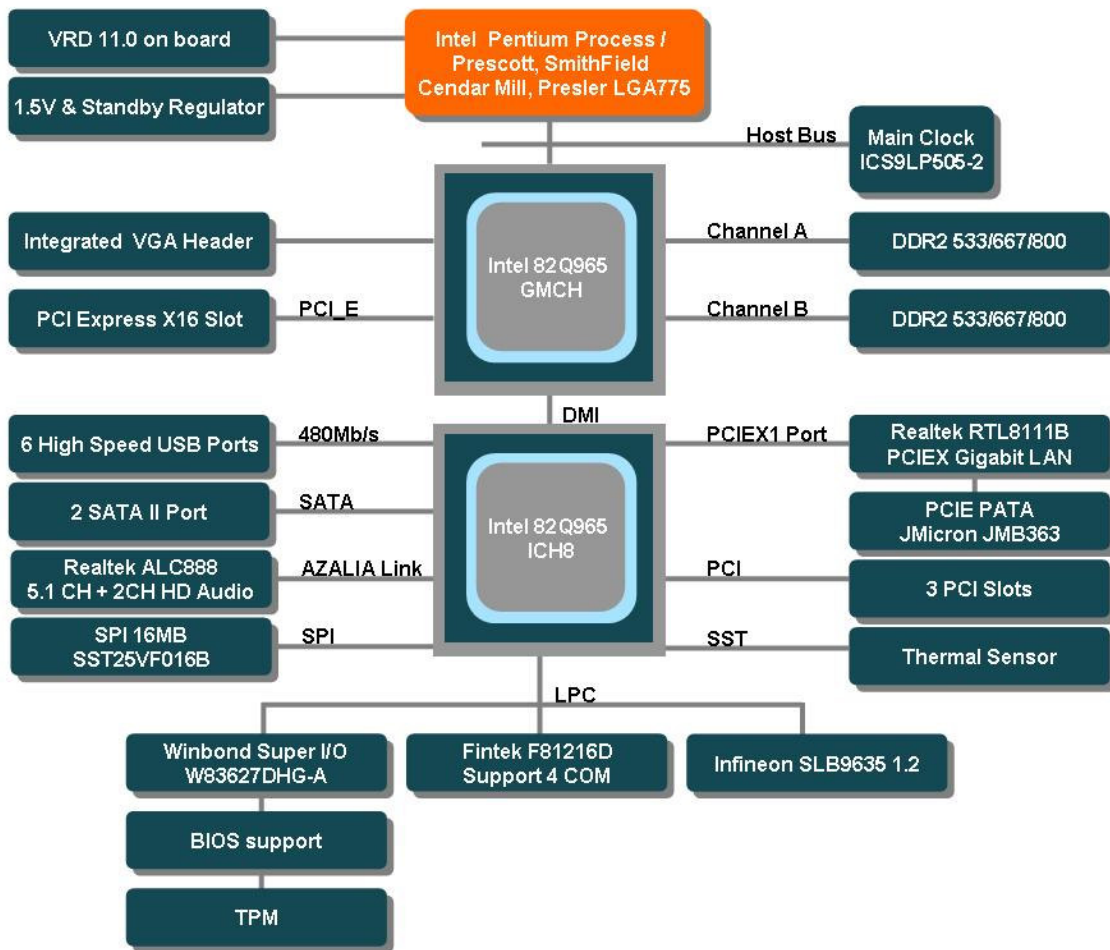 VRD 11.0 on board
1.5V & Standby Regulator
Intel Pentium Process /
Prescott, SmithField
Cendar Mill, Presler LGA775
Host Bus
Main Clock
ICS9LP505-2
Integrated VGA Header
PCI Express X16 Slot
PCI_E
Intel 82Q965
GMCH
Channel A
DDR2 533/667/800
Channel B
DDR2 533/667/800
DMI
6 High Speed USB Ports
480Mb/s
2 SATA II Port
SATA
Realtek ALC888
5.1 CH + 2CH HD Audio
AZALIA Link
SPI 16MB
SST25VF016B
SPI
Intel 82Q965
ICH8
PCIEX1 Port
Realtek RTL8111B
PCIEX Gigabit LAN
PCIE PATA
JMicron JMB363
PCI
3 PCI Slots
SST
Thermal Sensor
LPC
Winbond Super I/O
W83627DHG-A
Fintek F81216D
Support 4 COM
Infineon SLB9635 1.2
BIOS support
TPM